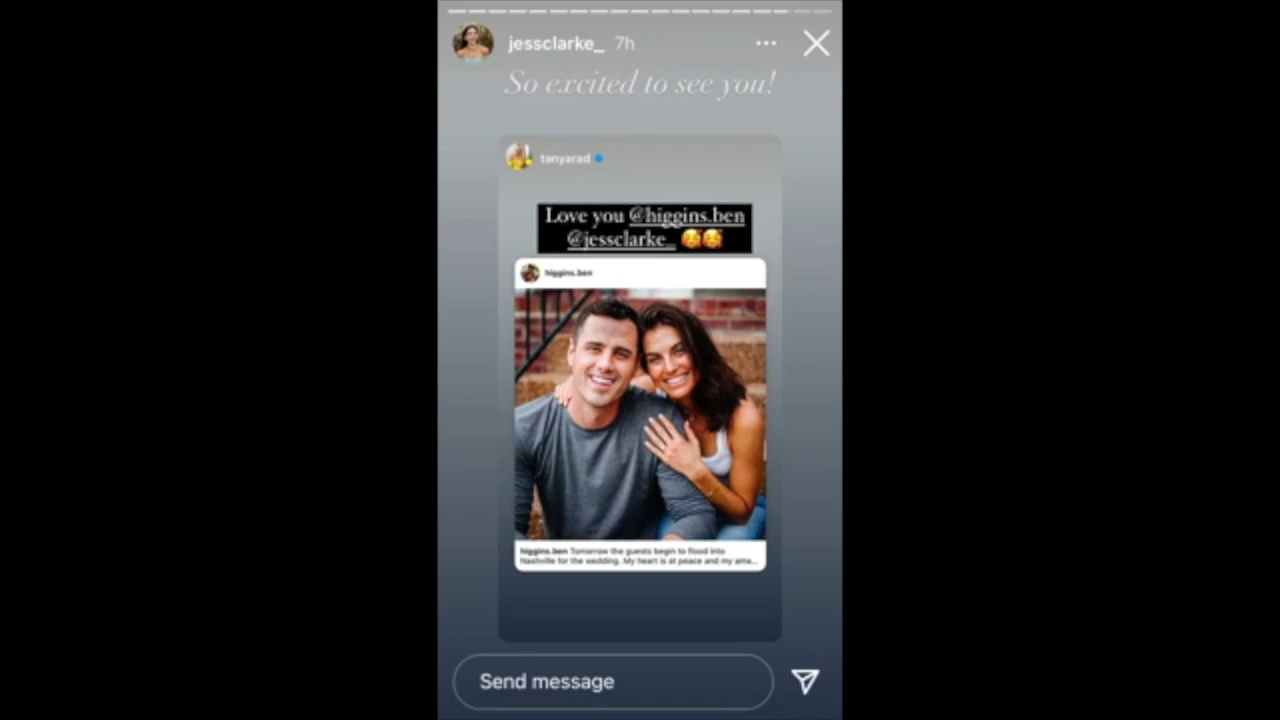 jessclarke_ 7h
So excited to see you!
tanyarad
Love you @higgins.ben
@jessclarke_ 🥰🥰
higgins.ben
higgins.ben Tomorrow the guests begin to flood into
Nashville for the wedding. My heart is at peace and my ama...
Send message